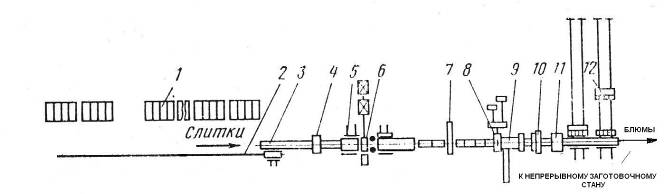 1 2 3 4 5 6 7 8 9 10 11 12
Слитки
БЛЮМЫ
К НЕПРЕРЫВНОМУ ЗАГОТОВОЧНОМУ
СТАНУ